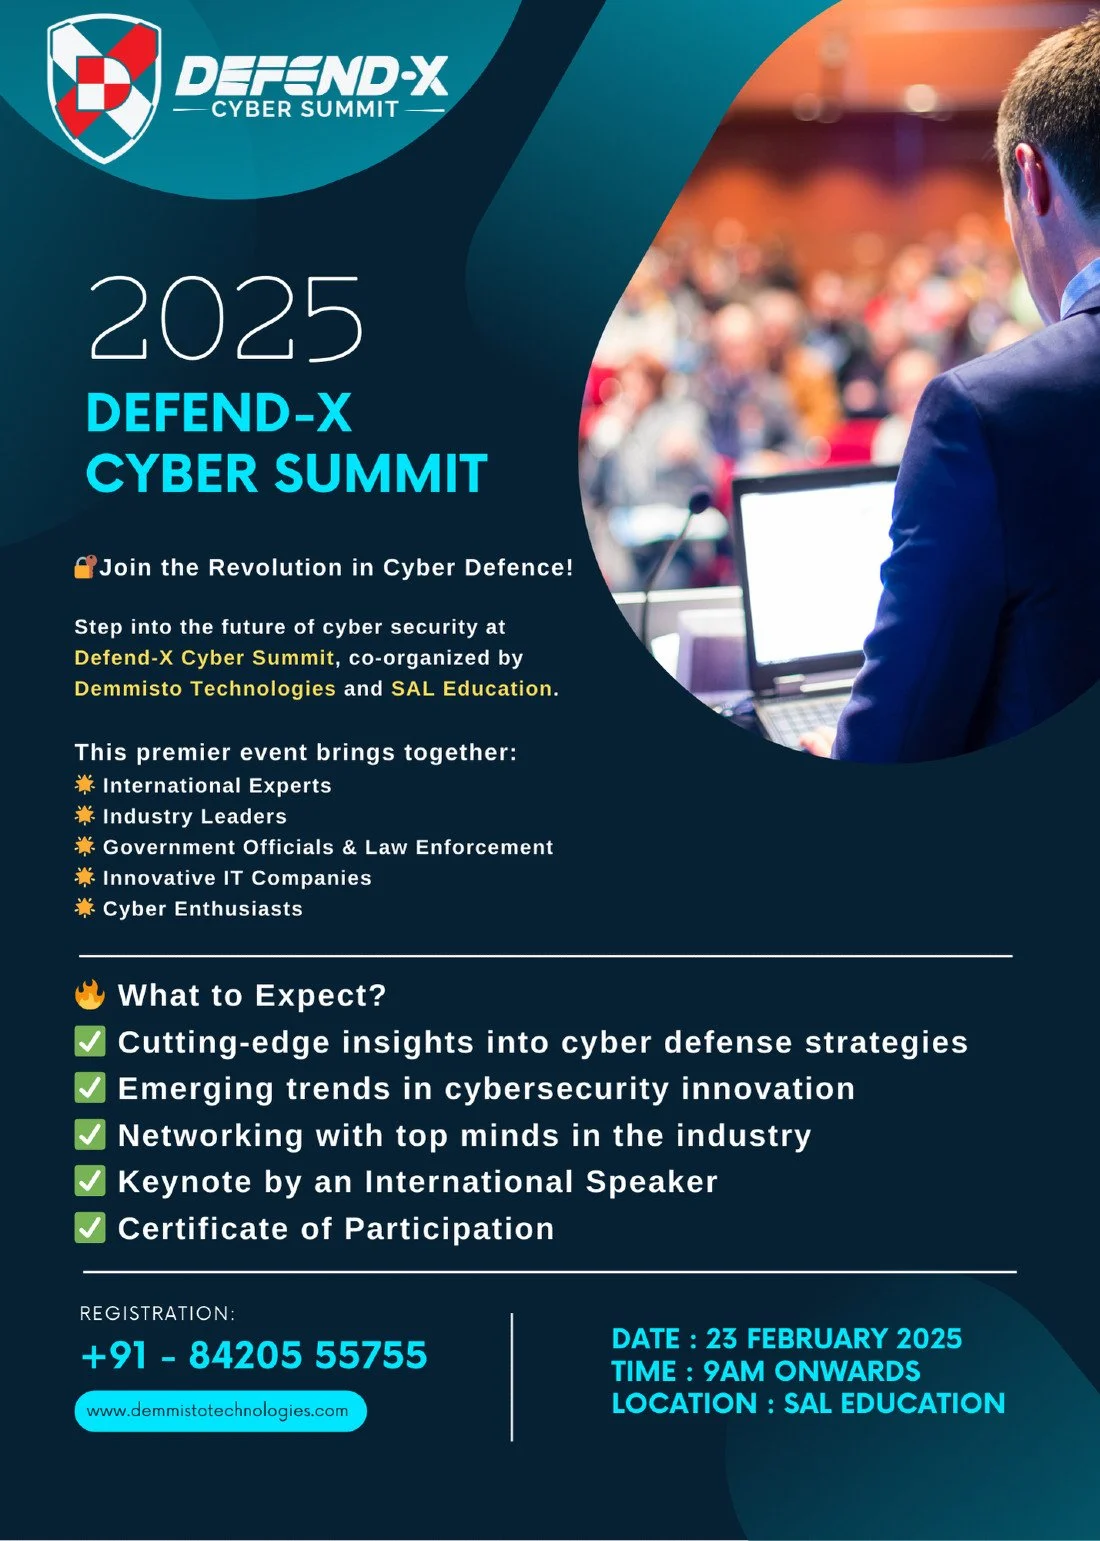 DEFEND-X
CYBER SUMMIT
2025
DEFEND-X
CYBER SUMMIT
🔐Join the Revolution in Cyber Defence!
Step into the future of cyber security at
Defend-X Cyber Summit, co-organized by
Demmisto Technologies and SAL Education.
This premier event brings together:
🌟 International Experts
🌟 Industry Leaders
🌟 Government Officials & Law Enforcement
🌟 Innovative IT Companies
🌟 Cyber Enthusiasts
🔥 What to Expect?
✅ Cutting-edge insights into cyber defense strategies
✅ Emerging trends in cybersecurity innovation
✅ Networking with top minds in the industry
✅ Keynote by an International Speaker
✅ Certificate of Participation
REGISTRATION:
+91 - 84205 55755
www.demmistotechnologies.com
DATE : 23 FEBRUARY 2025
TIME : 9AM ONWARDS
LOCATION : SAL EDUCATION